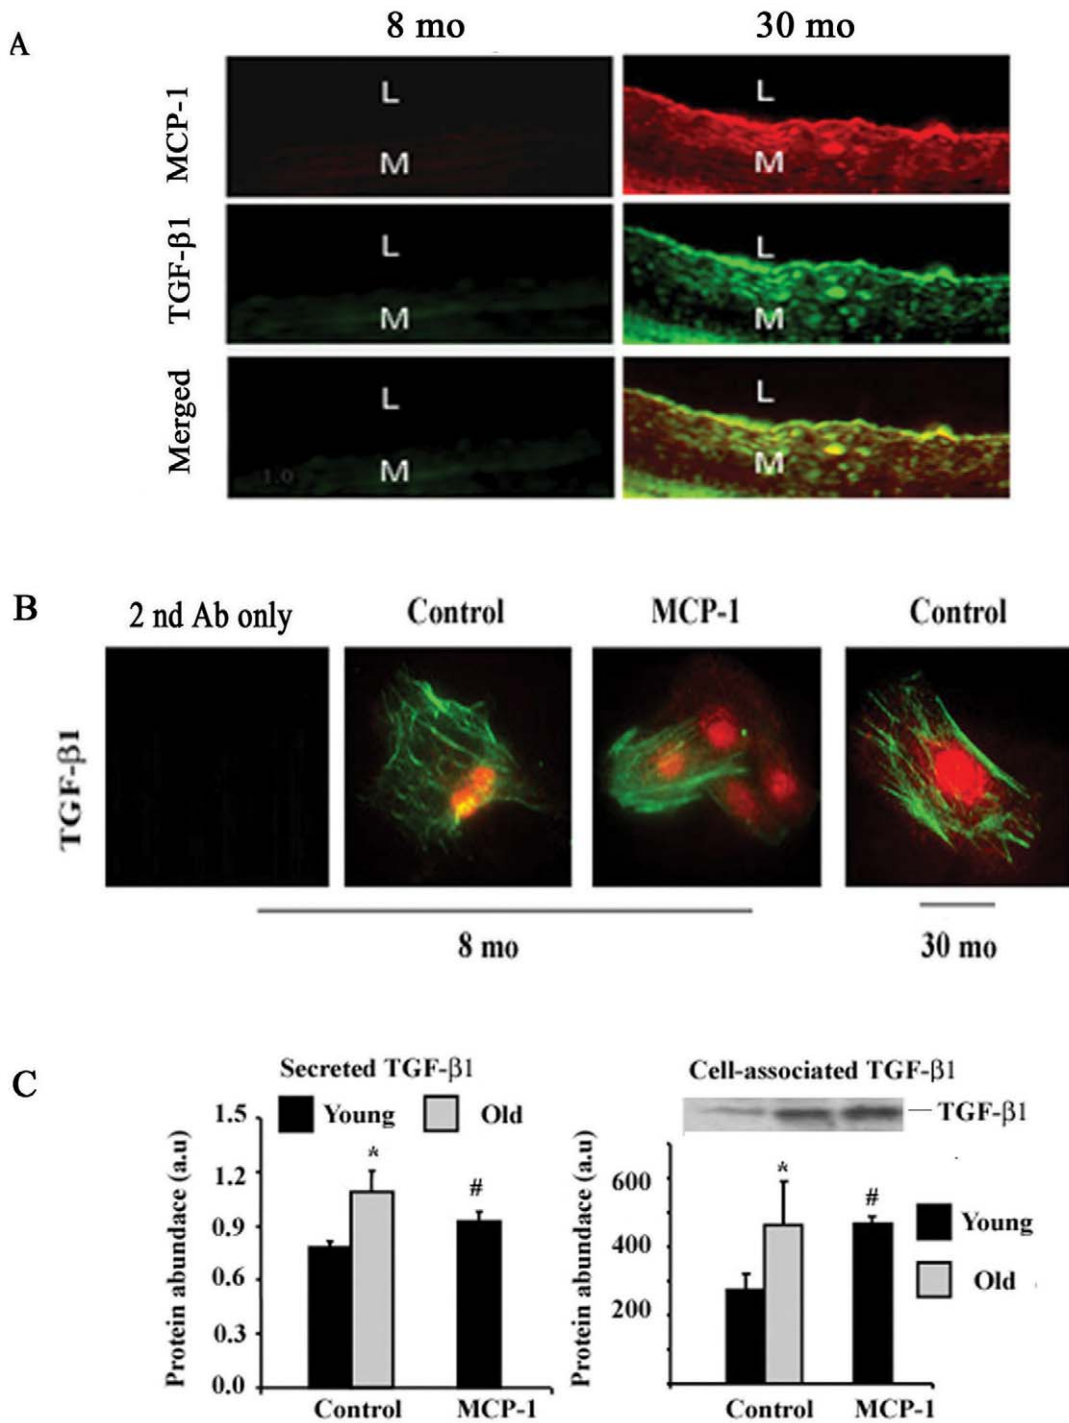 A
8 mo
30 mo
MCP-1
L
M
L
M
TGF-β1
L
M
L
M
Merged
L
M
1.0
L
M
B
2 nd Ab only
Control
MCP-1
Control
TGF-β1
8 mo
30 mo
C
Secreted TGF-β1
Young
Old
Protein abundace (a.u)
1.5
1.2
0.9
0.6
0.3
0.0
*
#
Control
MCP-1
Cell-associated TGF-β1
TGF-β1
Protein abundace (a.u)
600
400
200
*
#
Young
Old
Control
MCP-1